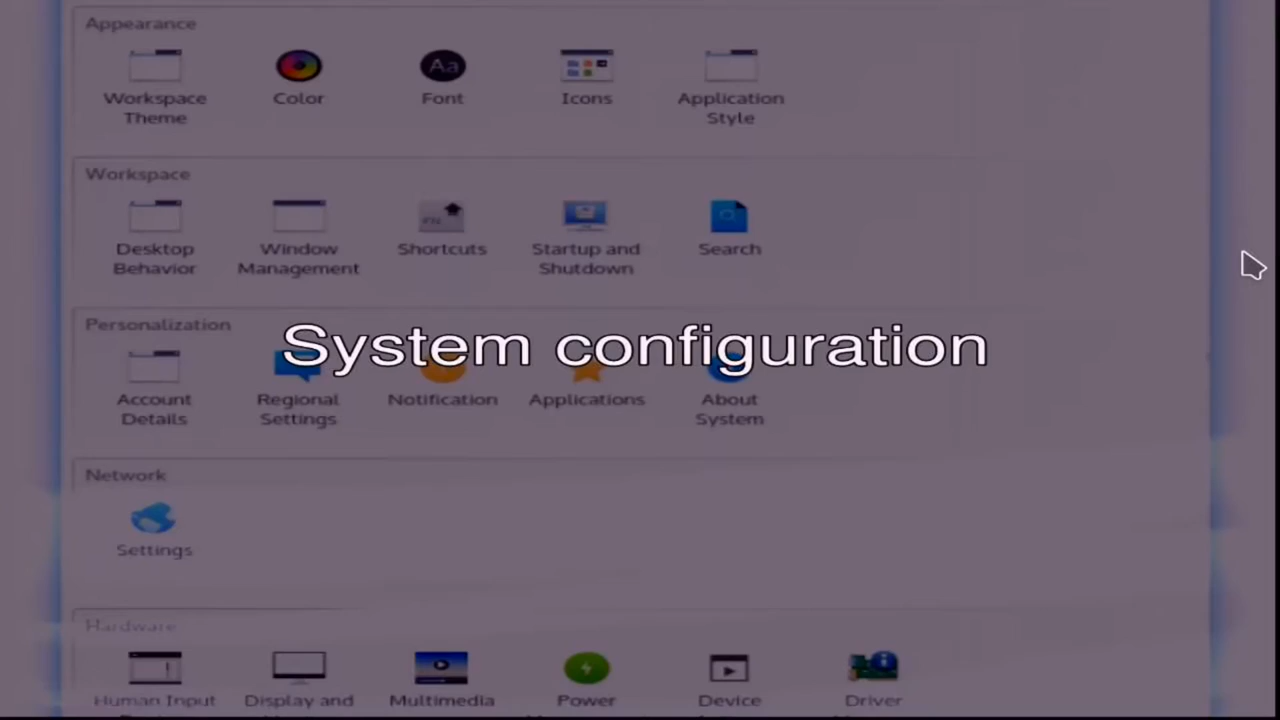 Appearance
Workspace Theme
Color
Font
Icons
Application Style
Workspace
Desktop Behavior
Window Management
Shortcuts
Startup and Shutdown
Search
Personalization
System configuration
Account Details
Regional Settings
Notification
Applications
About System
Network
Settings
Hardware
Human Input
Display and
Multimedia
Power
Device
Driver